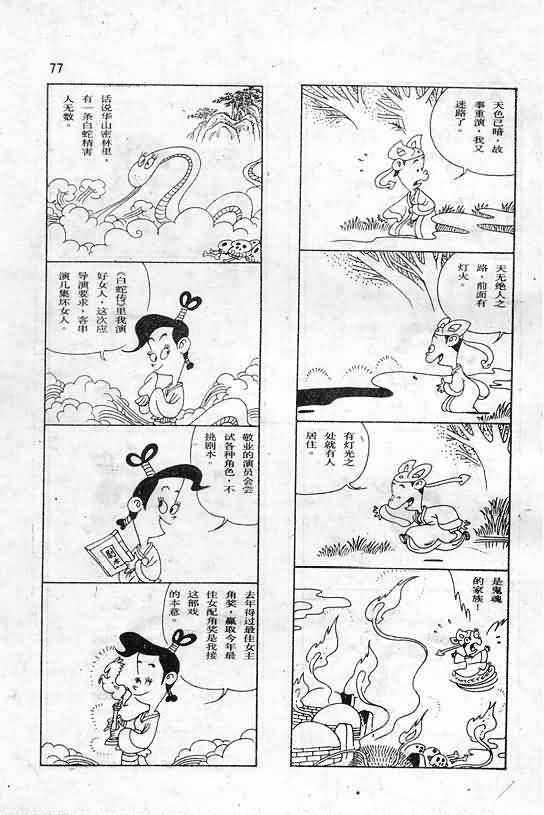 77
天色已暗，故
事重演，我又
迷路了。
天无绝人之
路，前面有
灯火。
有灯光之
处就有人
居住。
是鬼魂
的家族！
话说华山密林里，
有一条白蛇精害
人无数。
《白蛇传》里我演
好女人，这次应
导演要求，客串
演几集坏女人。
敬业的演员会尝
试各种角色，不
挑剧本。
剧本
去年得过最佳女主
角奖，赢取今年最
佳女配角奖是我接
这部戏
的本意。